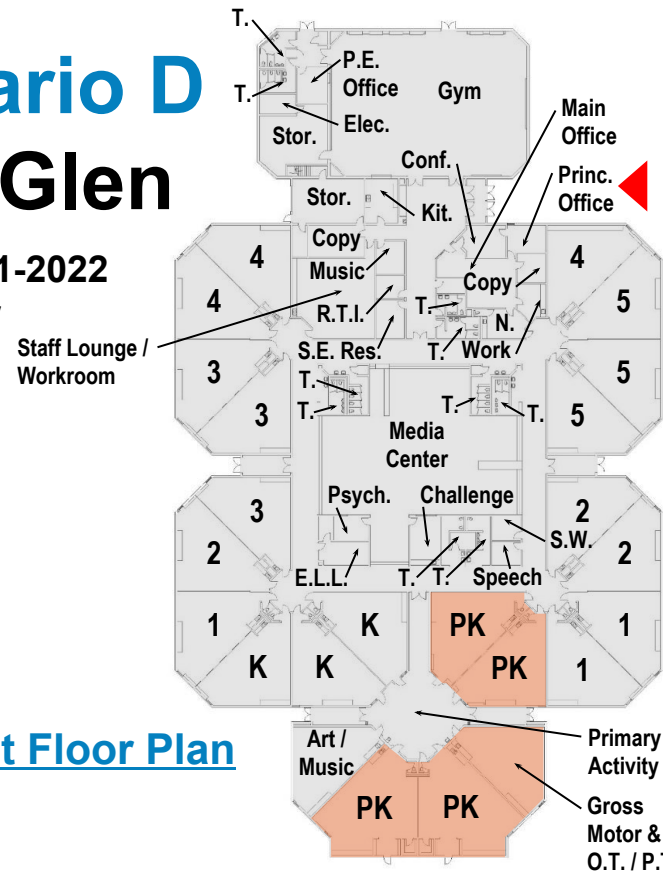 ario D
Glen
1-2022
T.
T.
P.E.
Office
Elec.
Stor.
Gym
Main
Office
Conf.
Princ.
Office
Stor.
Kit.
Copy
Music
R.T.I.
S.E. Res.
Copy
T.
T.
N.
Work
Staff Lounge /
Workroom
4
4
3
3
4
5
5
5
T.
T.
T.
T.
Media
Center
Psych.
Challenge
E.L.L.
T.
T.
S.W.
Speech
3
2
1
K
K
K
2
2
1
1
PK
PK
t Floor Plan
Art /
Music
PK
PK
Primary
Activity
Gross
Motor &
O.T. / P.T